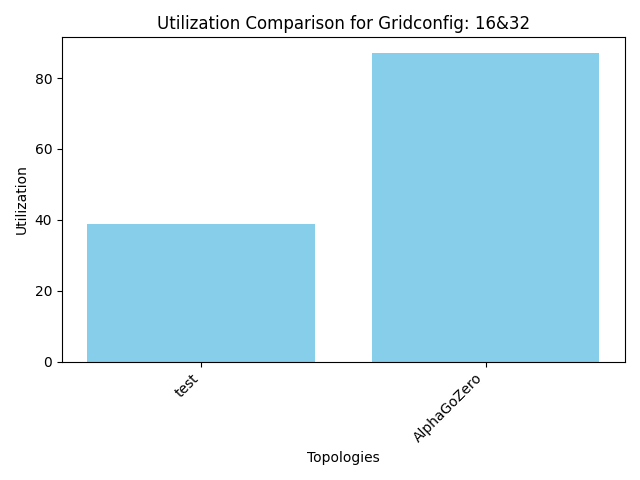 Utilization Comparison for Gridconfig: 16&32
Utilization
80
60
40
20
0
test
AlphaGoZero
Topologies